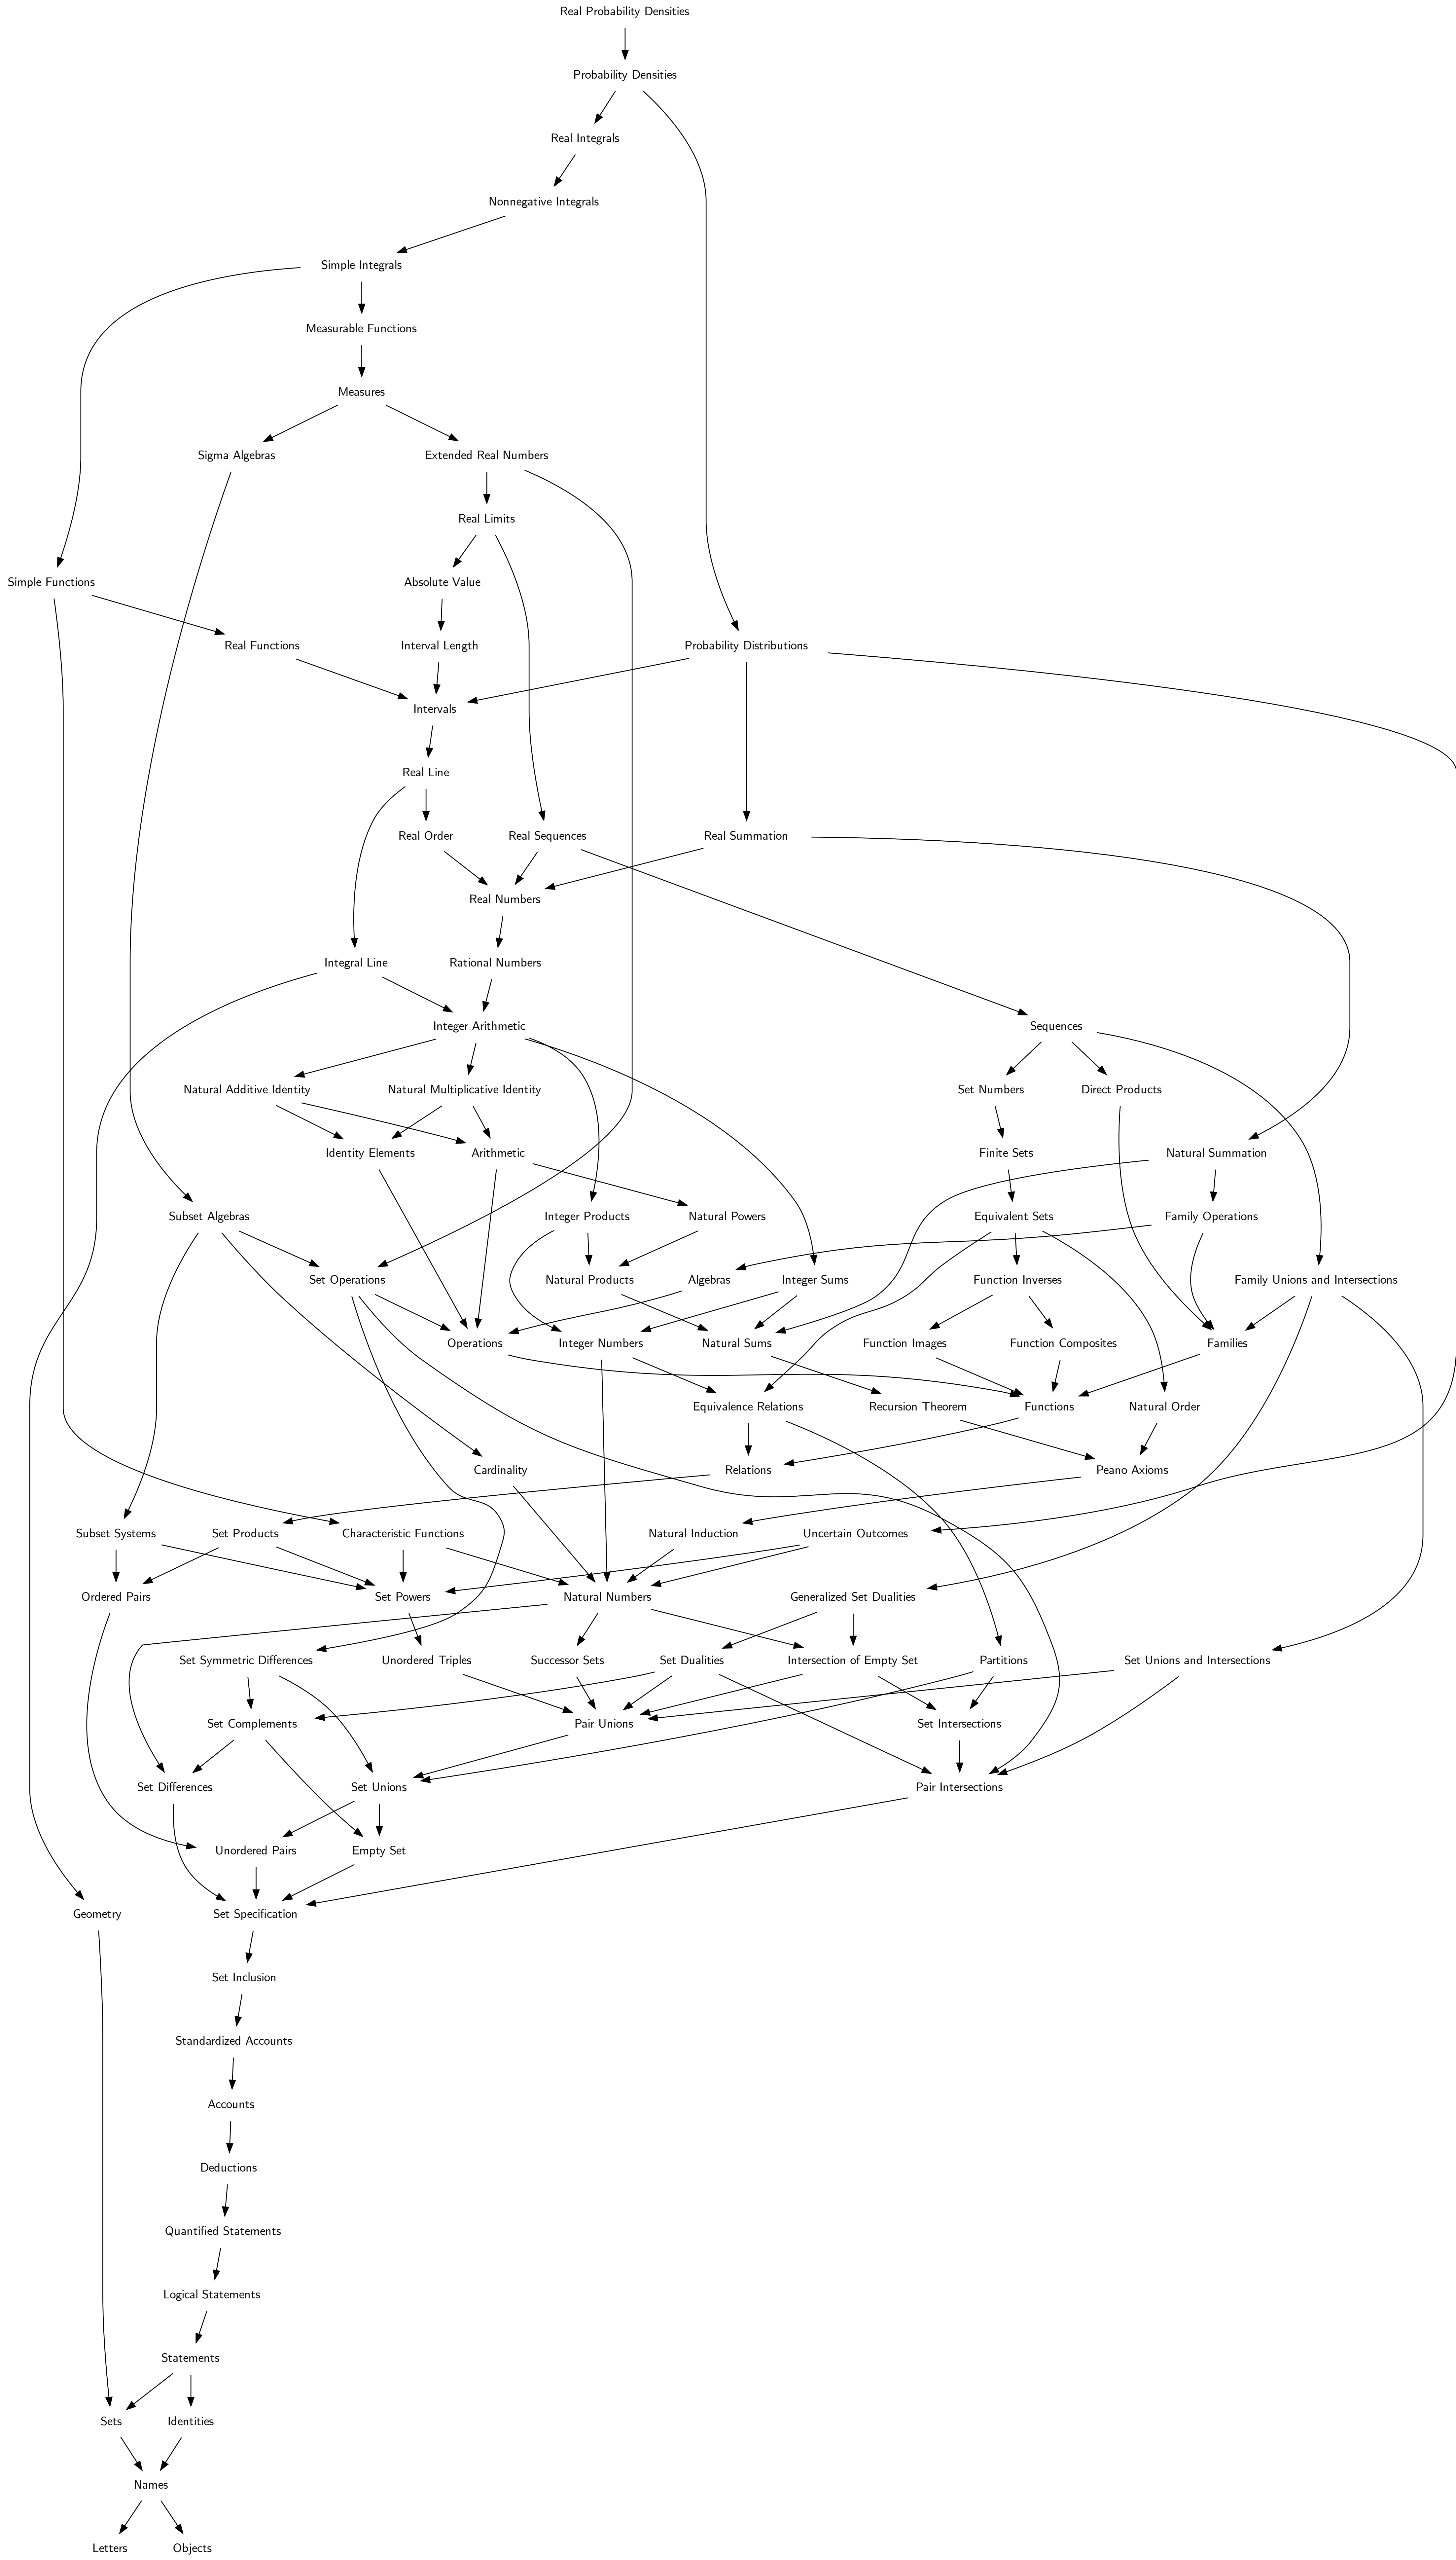 Real Probability Densities
Probability Densities
Real Integrals
Nonnegative Integrals
Simple Integrals
Measurable Functions
Measures
Sigma Algebras
Extended Real Numbers
Real Limits
Simple Functions
Absolute Value
Real Functions
Interval Length
Probability Distributions
Intervals
Real Line
Real Order
Real Sequences
Real Summation
Real Numbers
Integral Line
Rational Numbers
Integer Arithmetic
Sequences
Natural Additive Identity
Natural Multiplicative Identity
Set Numbers
Direct Products
Identity Elements
Arithmetic
Finite Sets
Natural Summation
Subset Algebras
Integer Products
Natural Powers
Equivalent Sets
Family Operations
Set Operations
Natural Products
Algebras
Integer Sums
Function Inverses
Family Unions and Intersections
Operations
Integer Numbers
Natural Sums
Function Images
Function Composites
Families
Equivalence Relations
Recursion Theorem
Functions
Natural Order
Cardinality
Relations
Peano Axioms
Subset Systems
Set Products
Characteristic Functions
Natural Induction
Uncertain Outcomes
Ordered Pairs
Set Powers
Natural Numbers
Generalized Set Dualities
Set Symmetric Differences
Unordered Triples
Successor Sets
Set Dualities
Intersection of Empty Set
Partitions
Set Unions and Intersections
Set Complements
Pair Unions
Set Intersections
Set Differences
Set Unions
Pair Intersections
Unordered Pairs
Empty Set
Geometry
Set Specification
Set Inclusion
Standardized Accounts
Accounts
Deductions
Quantified Statements
Logical Statements
Statements
Sets
Identities
Names
Letters
Objects